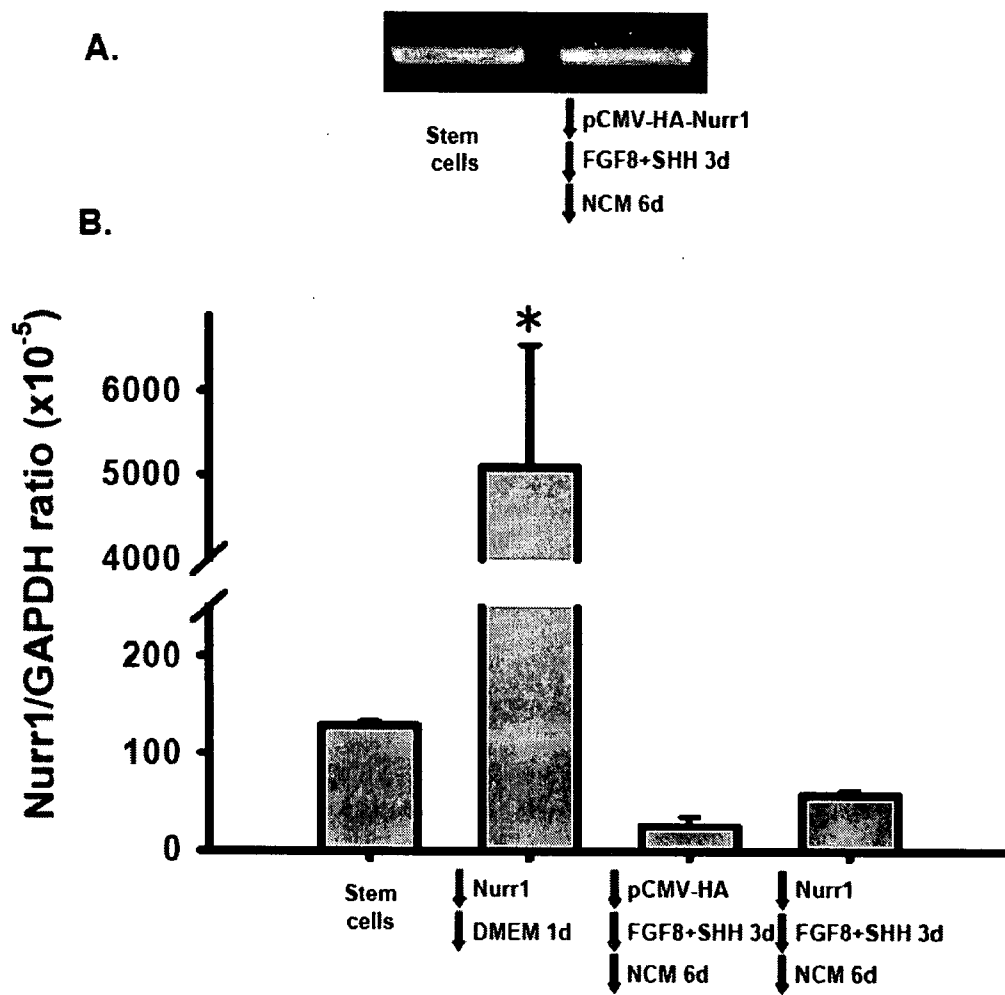 A.
Stem
cells
pCMV-HA-Nurr1
FGF8+SHH 3d
NCM 6d
B.
Nurr1/GAPDH ratio (x10-5)
6000
5000
4000
200
100
0
*
Stem
cells
Nurr1
DMEM 1d
pCMV-HA
FGF8+SHH 3d
NCM 6d
Nurr1
FGF8+SHH 3d
NCM 6d